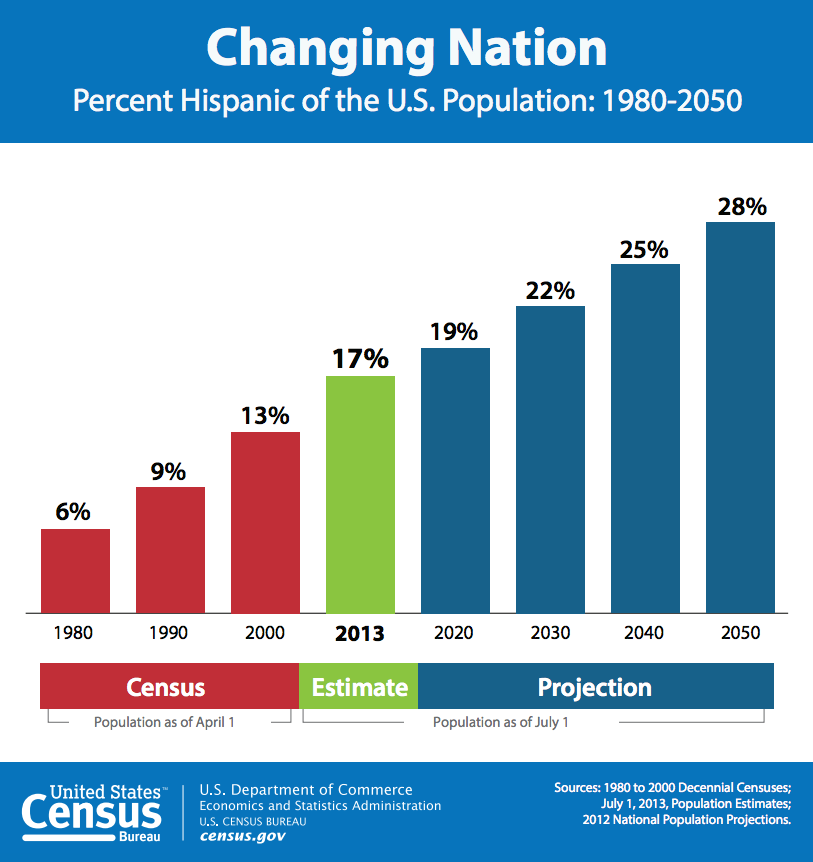 Changing Nation
Percent Hispanic of the U.S. Population: 1980-2050
28%
25%
22%
19%
17%
13%
9%
6%
1980 1990 2000 2013 2020 2030 2040 2050
Census Estimate Projection
Population as of April 1 Population as of July 1
United States™
Census
Bureau
U.S. Department of Commerce
Economics and Statistics Administration
U.S. CENSUS BUREAU
census.gov
Sources: 1980 to 2000 Decennial Censuses;
July 1, 2013, Population Estimates;
2012 National Population Projections.